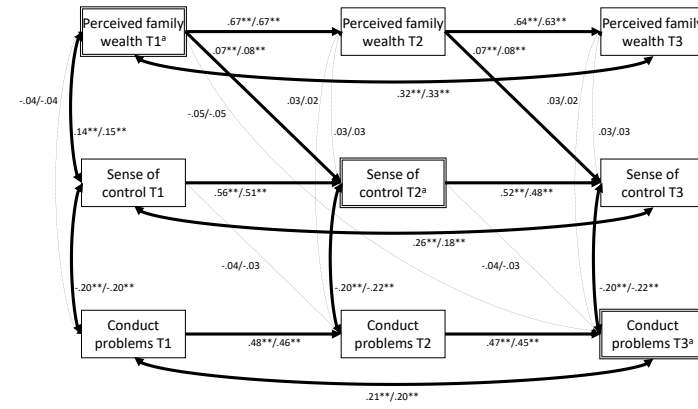 Perceived family
wealth T1ª
.67**/.67**
Perceived family
wealth T2
.64**/.63**
Perceived family
wealth T3
.07**/.08**
.07**/.08**
-.04/-.04
-.05/-.05
.03/.02
.32**/.33**
.03/.02
.14**/.15**
.03/.03
.03/.03
Sense of
control T1
.56**/.51**
Sense of
control T2ª
.52**/.48**
Sense of
control T3
.26**/.18**
-.04/-.03
-.04/-.03
-.20**/-.20**
-.20**/-.22**
-.20**/-.22**
Conduct
problems T1
.48**/.46**
Conduct
problems T2
.47**/.45**
Conduct
problems T3ª
.21**/.20**